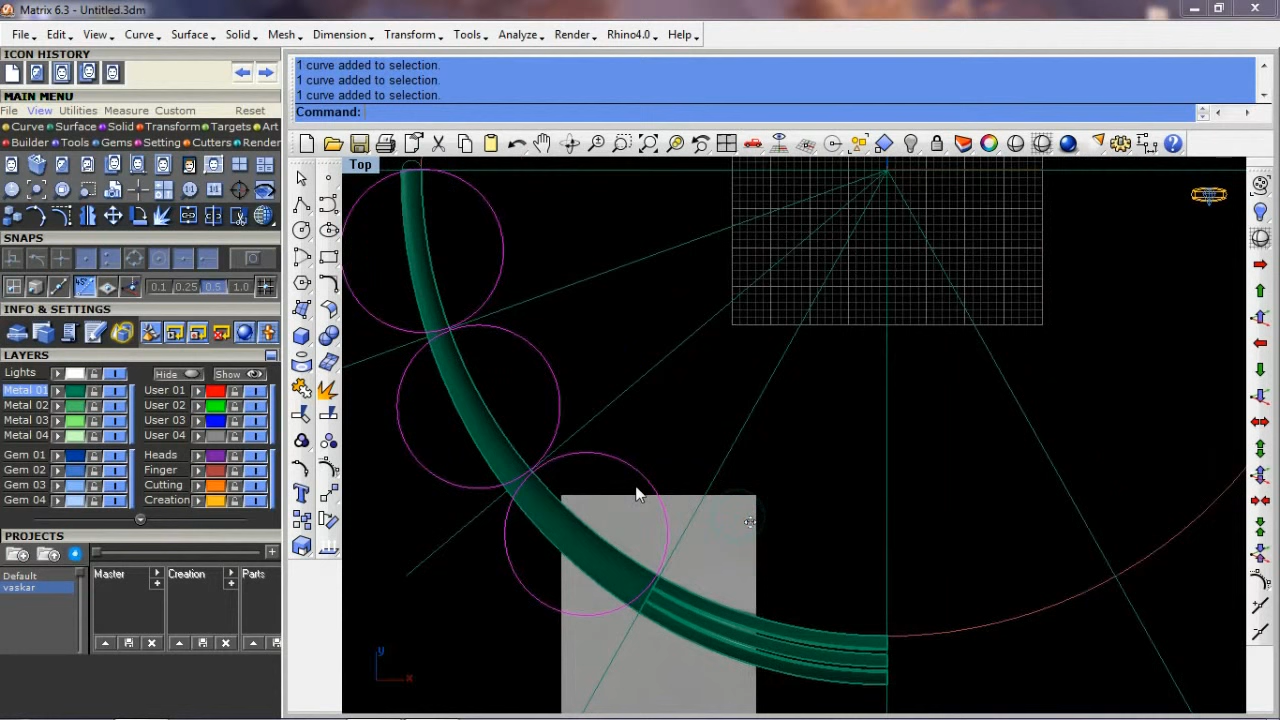 Matrix 6.3 - Untitled.3dm
File Edit View Curve Surface Solid Mesh Dimension Transform Tools Analyze Render Rhino4.0 Help
ICON HISTORY
1 curve added to selection.
1 curve added to selection.
1 curve added to selection.
Command:
MAIN MENU
File View Utilities Measure Custom Reset
Curve Surface Solid Transform Targets Art
Builder Tools Gems Setting Cutters Render
Top
1:1
SNAPS
45°
0.1 0.25 0.5 1.0
INFO & SETTINGS
LAYERS
Lights Hide Show
Metal 01 User 01
Metal 02 User 02
Metal 03 User 03
Metal 04 User 04
Gem 01 Heads
Gem 02 Finger
Gem 03 Cutting
Gem 04 Creation
PROJECTS
Default
vaskar
Master Creation Parts
y
x